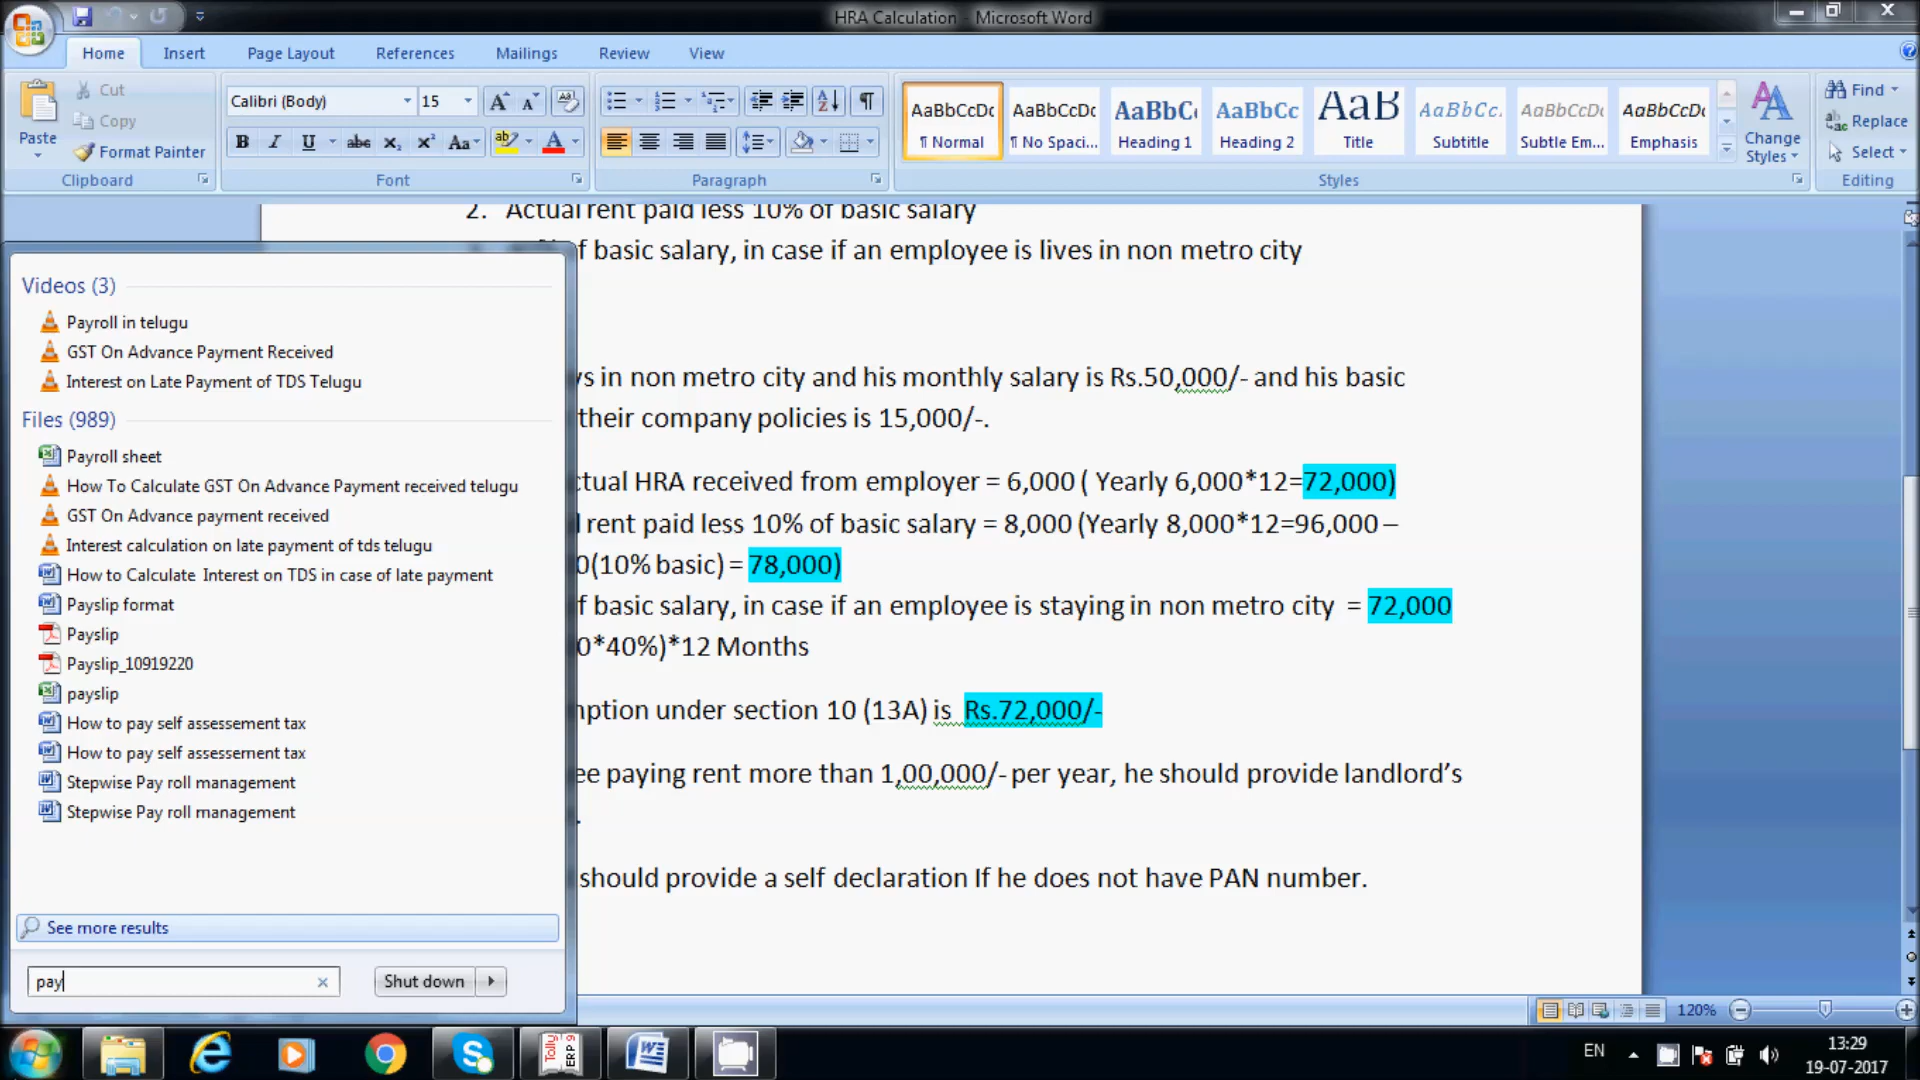 HRA Calculation - Microsoft Word
Home Insert Page Layout References Mailings Review View
Paste
Cut
Copy
Format Painter
Clipboard
Calibri (Body) 15
Font
Paragraph
AaBbCcDc AaBbCcDc AaBbC AaBbCc AaB AaBbCc. AaBbCcDc AaBbCcDc
¶ Normal ¶ No Spaci... Heading 1 Heading 2 Title Subtitle Subtle Em... Emphasis
Change Styles
Styles
Find
Replace
Select
Editing
2. Actual rent paid less 10% of basic salary
of basic salary, in case if an employee is lives in non metro city
in non metro city and his monthly salary is Rs.50,000/- and his basic
their company policies is 15,000/-.
ctual HRA received from employer = 6,000 ( Yearly 6,000*12=72,000)
rent paid less 10% of basic salary = 8,000 (Yearly 8,000*12=96,000 –
0(10% basic) = 78,000)
f basic salary, in case if an employee is staying in non metro city = 72,000
0*40%)*12 Months
mption under section 10 (13A) is Rs.72,000/-
ee paying rent more than 1,00,000/- per year, he should provide landlord’s
should provide a self declaration If he does not have PAN number.
Videos (3)
Payroll in telugu
GST On Advance Payment Received
Interest on Late Payment of TDS Telugu
Files (989)
Payroll sheet
How To Calculate GST On Advance Payment received telugu
GST On Advance payment received
Interest calculation on late payment of tds telugu
How to Calculate Interest on TDS in case of late payment
Payslip format
Payslip
Payslip_10919220
payslip
How to pay self assessement tax
How to pay self assessement tax
Stepwise Pay roll management
Stepwise Pay roll management
See more results
pay
Shut down
120%
Tally ERP 9
EN
13:29
19-07-2017